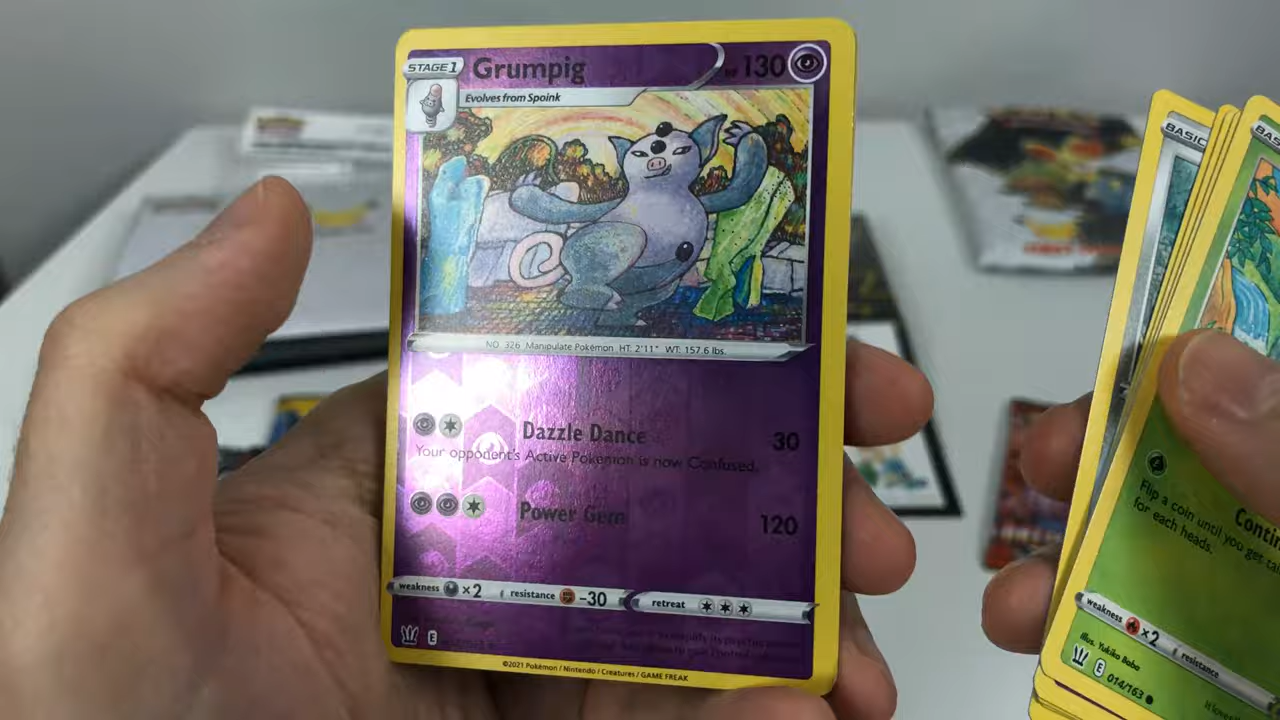 STAGE 1
Grumpig
HP 130
Evolves from Spoink
NO. 326 Manipulate Pokémon HT: 2'11" WT: 157.6 lbs.
Dazzle Dance 30
Your opponent's Active Pokémon is now Confused.
Power Gem 120
weakness ×2 resistance -30 retreat
E
©2021 Pokémon / Nintendo / Creatures / GAME FREAK
BASIC
BASIC
Flip a coin until you get
for each heads.
weakness ×2
resistance
Illus. Yukiko Baba
E 014/163